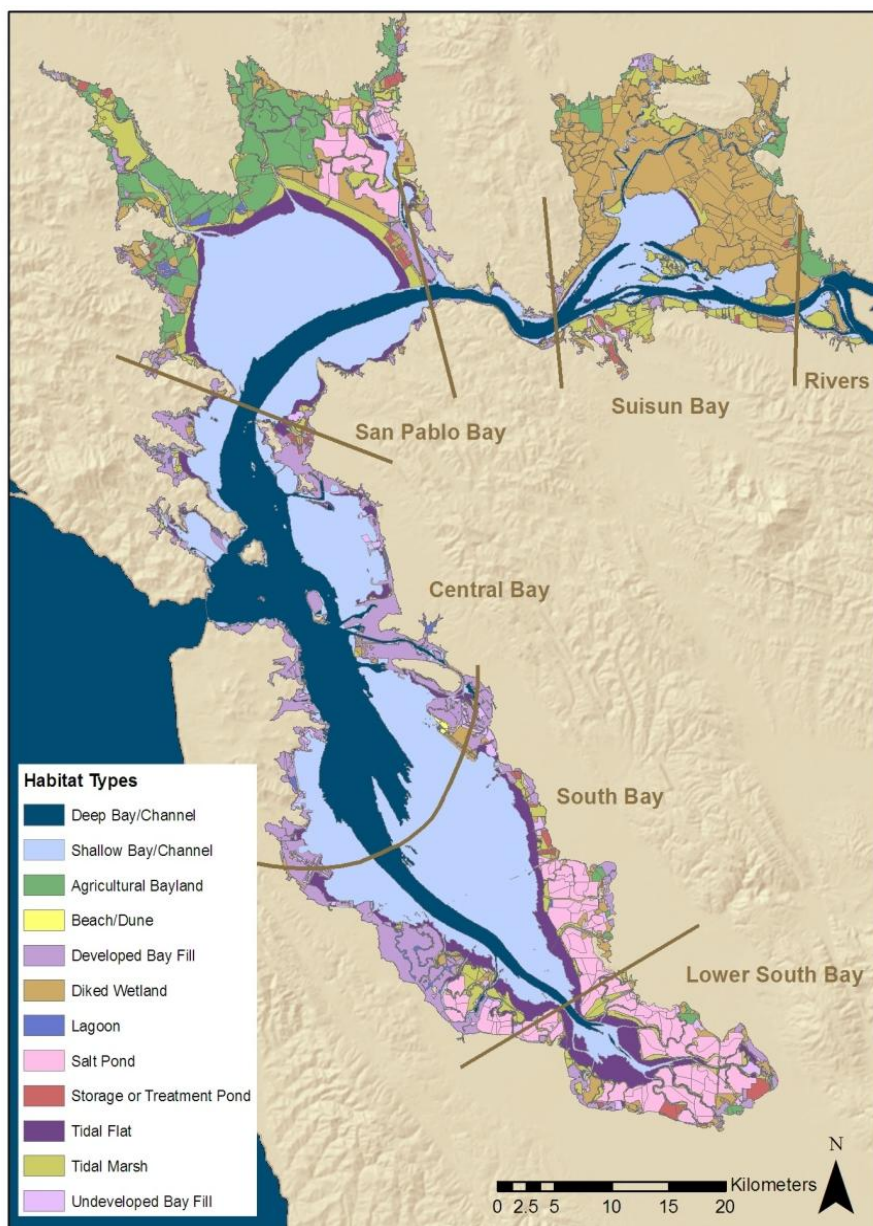 Rivers
Suisun Bay
San Pablo Bay
Central Bay
South Bay
Lower South Bay
Habitat Types
Deep Bay/Channel
Shallow Bay/Channel
Agricultural Bayland
Beach/Dune
Developed Bay Fill
Diked Wetland
Lagoon
Salt Pond
Storage or Treatment Pond
Tidal Flat
Tidal Marsh
Undeveloped Bay Fill
N
Kilometers
0 2.5 5 10 15 20